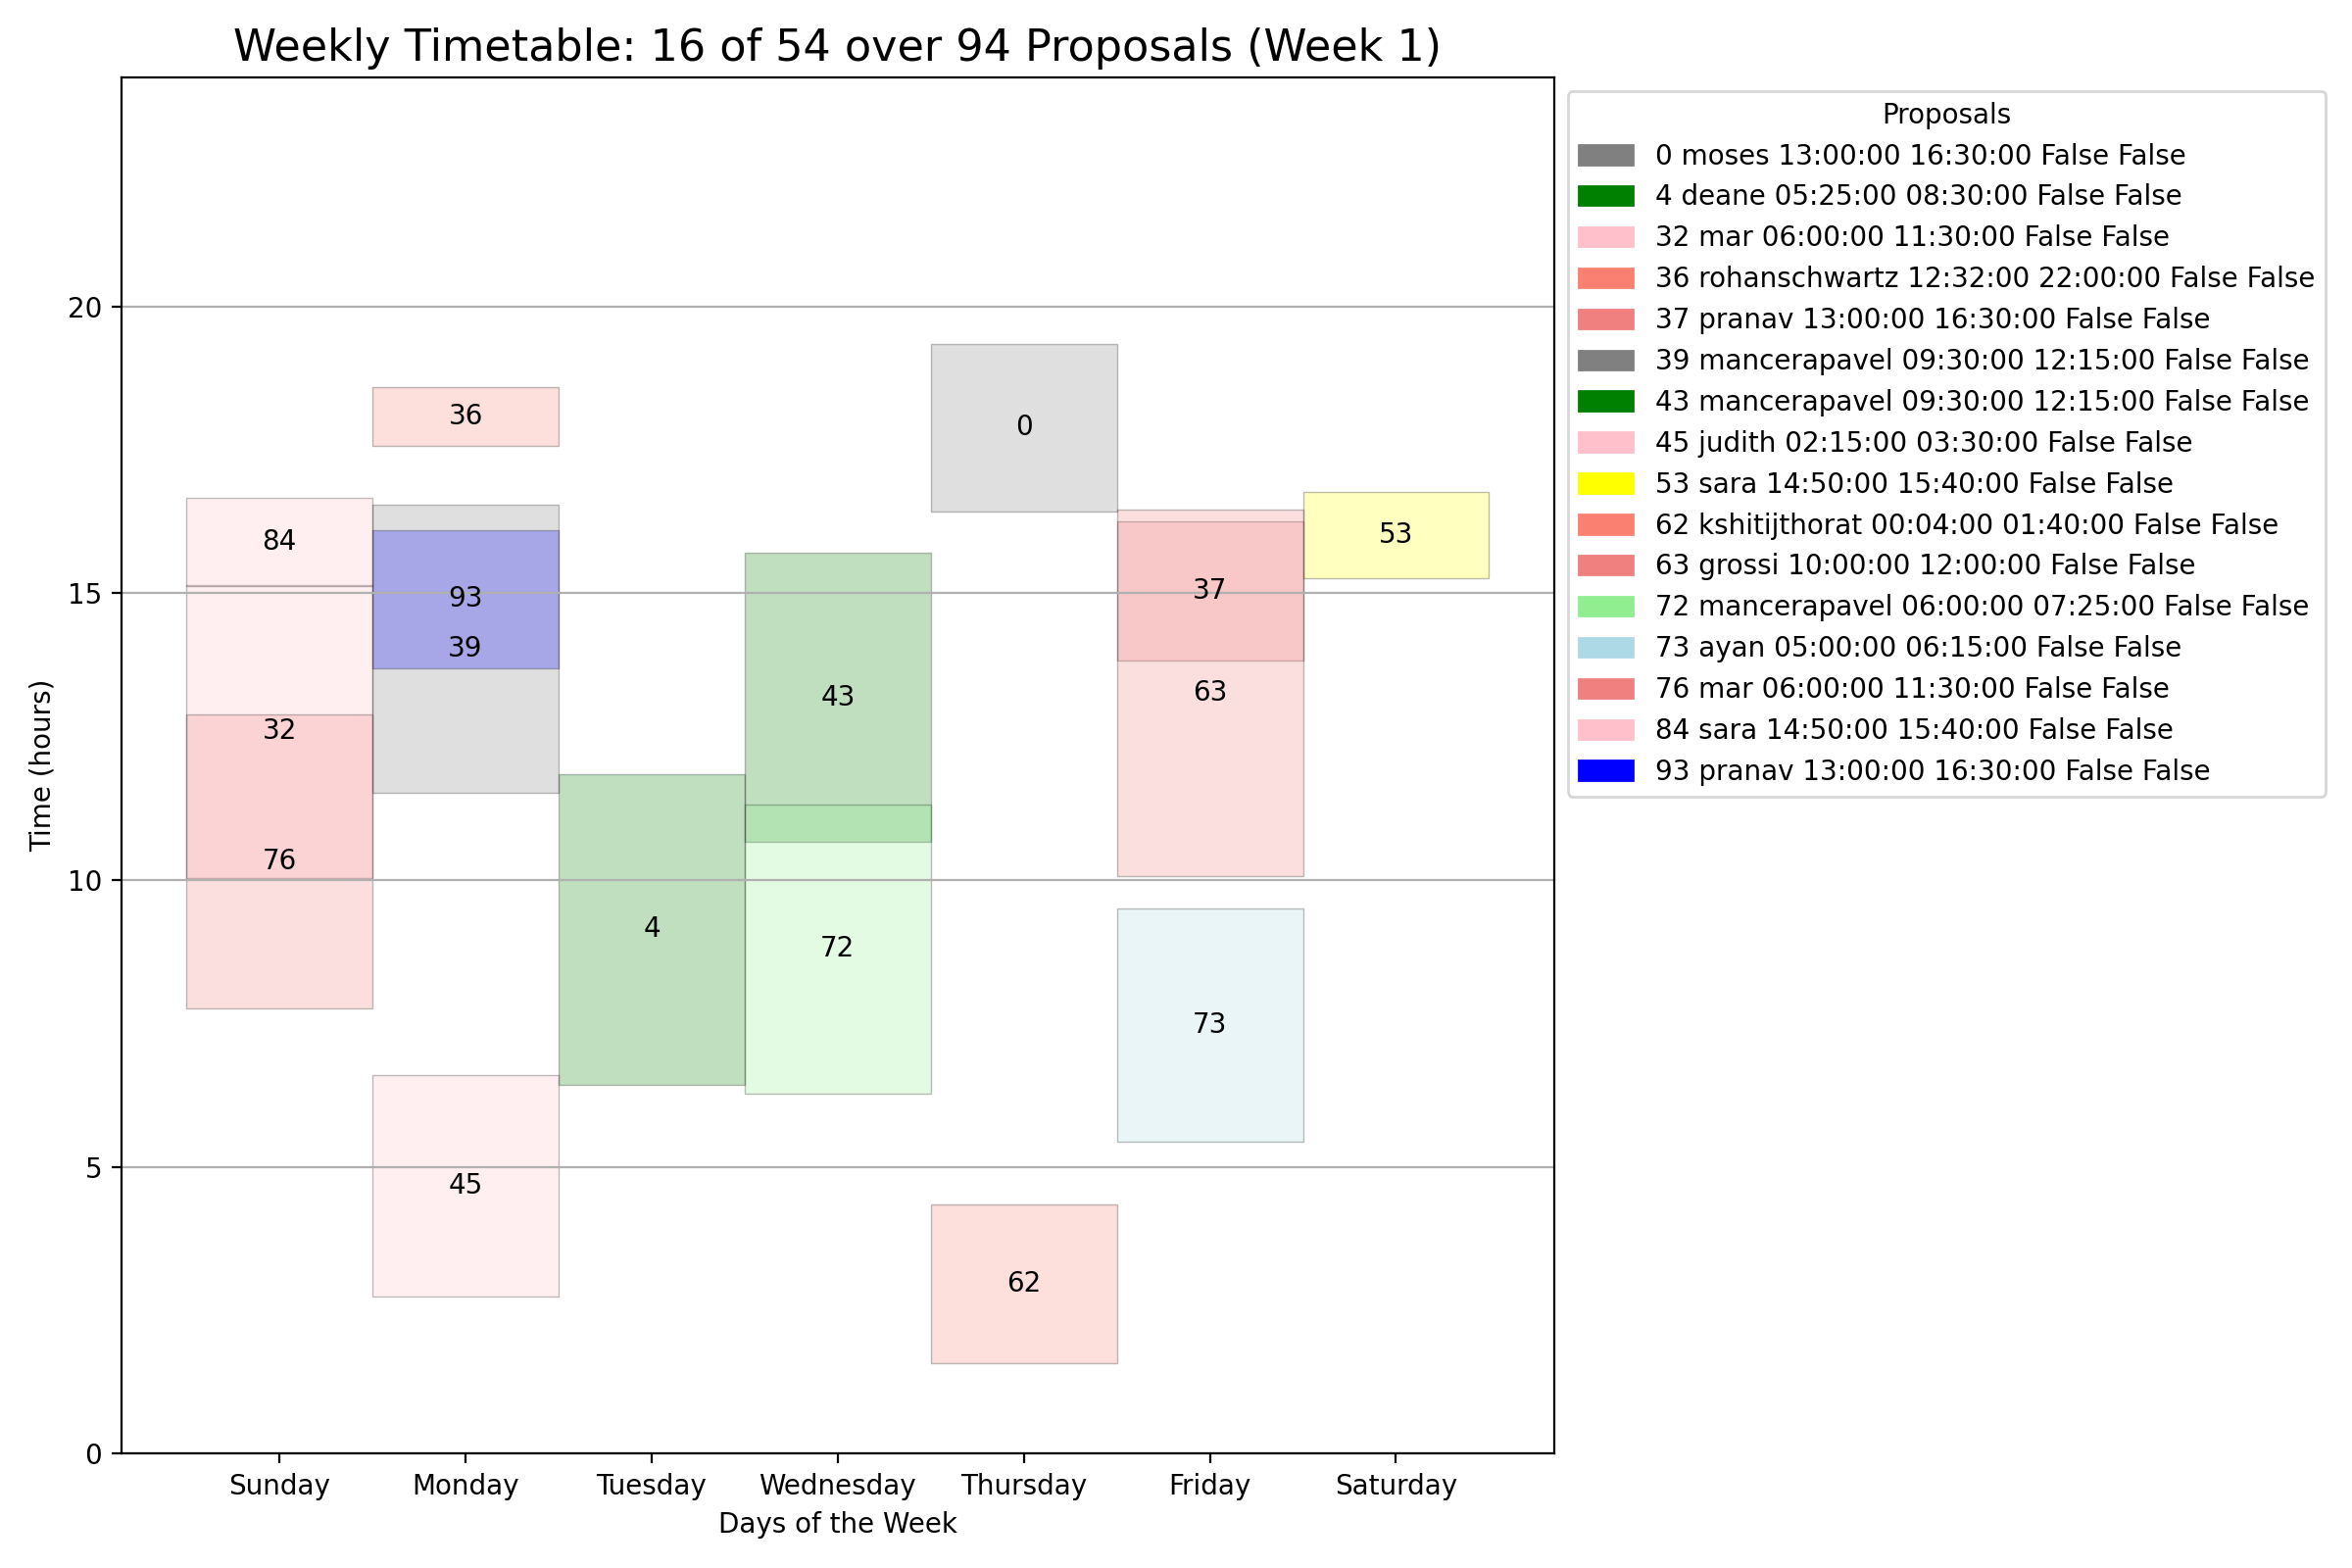 Weekly Timetable: 16 of 54 over 94 Proposals (Week 1)
Proposals
0 moses 13:00:00 16:30:00 False False
4 deane 05:25:00 08:30:00 False False
32 mar 06:00:00 11:30:00 False False
36 rohanschwartz 12:32:00 22:00:00 False False
37 pranav 13:00:00 16:30:00 False False
39 mancerapavel 09:30:00 12:15:00 False False
43 mancerapavel 09:30:00 12:15:00 False False
45 judith 02:15:00 03:30:00 False False
53 sara 14:50:00 15:40:00 False False
62 kshitijthorat 00:04:00 01:40:00 False False
63 grossi 10:00:00 12:00:00 False False
72 mancerapavel 06:00:00 07:25:00 False False
73 ayan 05:00:00 06:15:00 False False
76 mar 06:00:00 11:30:00 False False
84 sara 14:50:00 15:40:00 False False
93 pranav 13:00:00 16:30:00 False False
Time (hours)
20
15
10
5
0
36
0
84
53
93
37
39
43
63
32
76
4
72
73
45
62
Sunday Monday Tuesday Wednesday Thursday Friday Saturday
Days of the Week